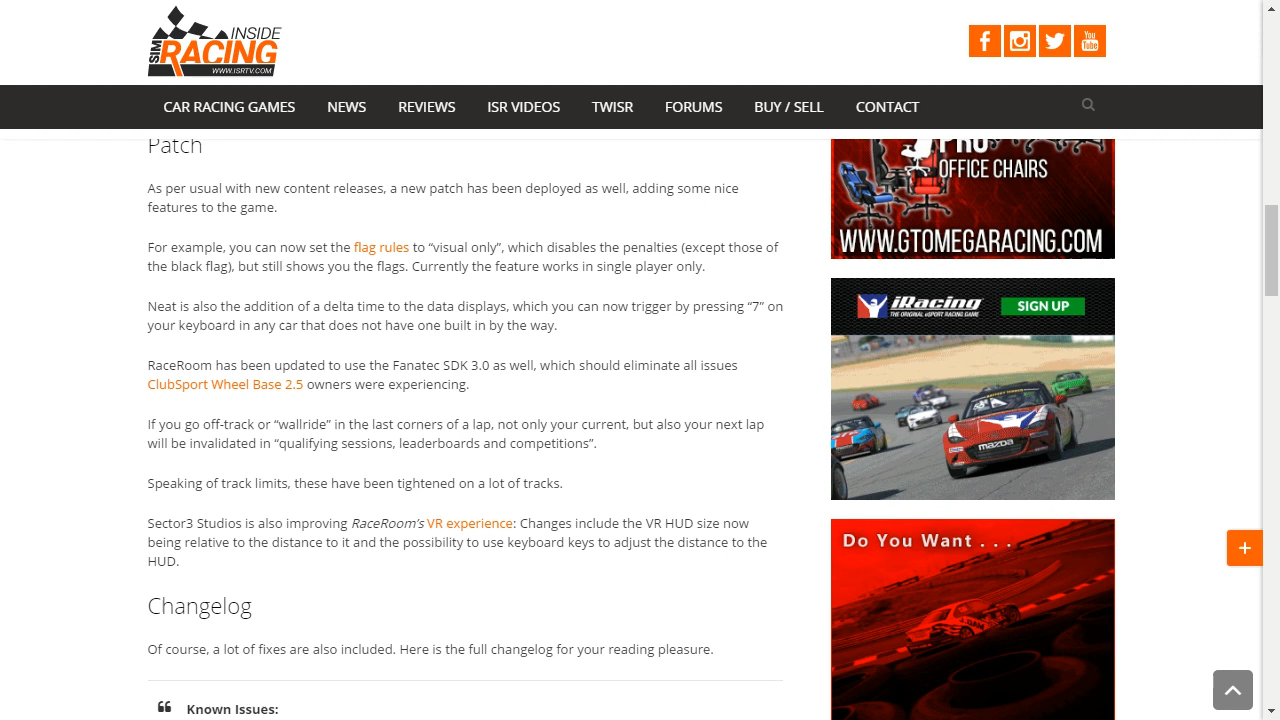 INSIDE
SIM RACING
WWW.ISRTV.COM
You
Tube
CAR RACING GAMES NEWS REVIEWS ISR VIDEOS TWISR FORUMS BUY / SELL CONTACT
Patch
As per usual with new content releases, a new patch has been deployed as well, adding some nice
features to the game.
For example, you can now set the flag rules to “visual only”, which disables the penalties (except those of
the black flag), but still shows you the flags. Currently the feature works in single player only.
Neat is also the addition of a delta time to the data displays, which you can now trigger by pressing “7” on
your keyboard in any car that does not have one built in by the way.
RaceRoom has been updated to use the Fanatec SDK 3.0 as well, which should eliminate all issues
ClubSport Wheel Base 2.5 owners were experiencing.
If you go off-track or “wallride” in the last corners of a lap, not only your current, but also your next lap
will be invalidated in “qualifying sessions, leaderboards and competitions”.
Speaking of track limits, these have been tightened on a lot of tracks.
Sector3 Studios is also improving RaceRoom’s VR experience: Changes include the VR HUD size now
being relative to the distance to it and the possibility to use keyboard keys to adjust the distance to the
HUD.
Changelog
Of course, a lot of fixes are also included. Here is the full changelog for your reading pleasure.
Known Issues:
PRO
OFFICE CHAIRS
WWW.GTOMEGARACING.COM
iRacing
THE ORIGINAL eSPORT RACING GAME
SIGN UP
mazda
Do You Want . . .